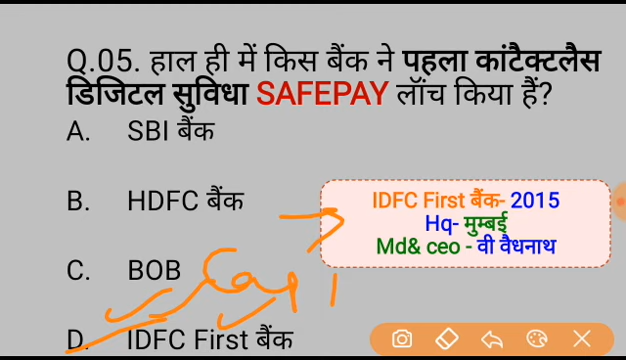 Q.05. हाल ही में किस बैंक ने पहला कांटैक्टलैस
डिजिटल सुविधा SAFEPAY लॉंच किया हैं?
A. SBI बैंक
B. HDFC बैंक
IDFC First बैंक- 2015
Hq- मुम्बई
Md& ceo - वी वैधनाथ
C. BOB
D. IDFC First बैंक